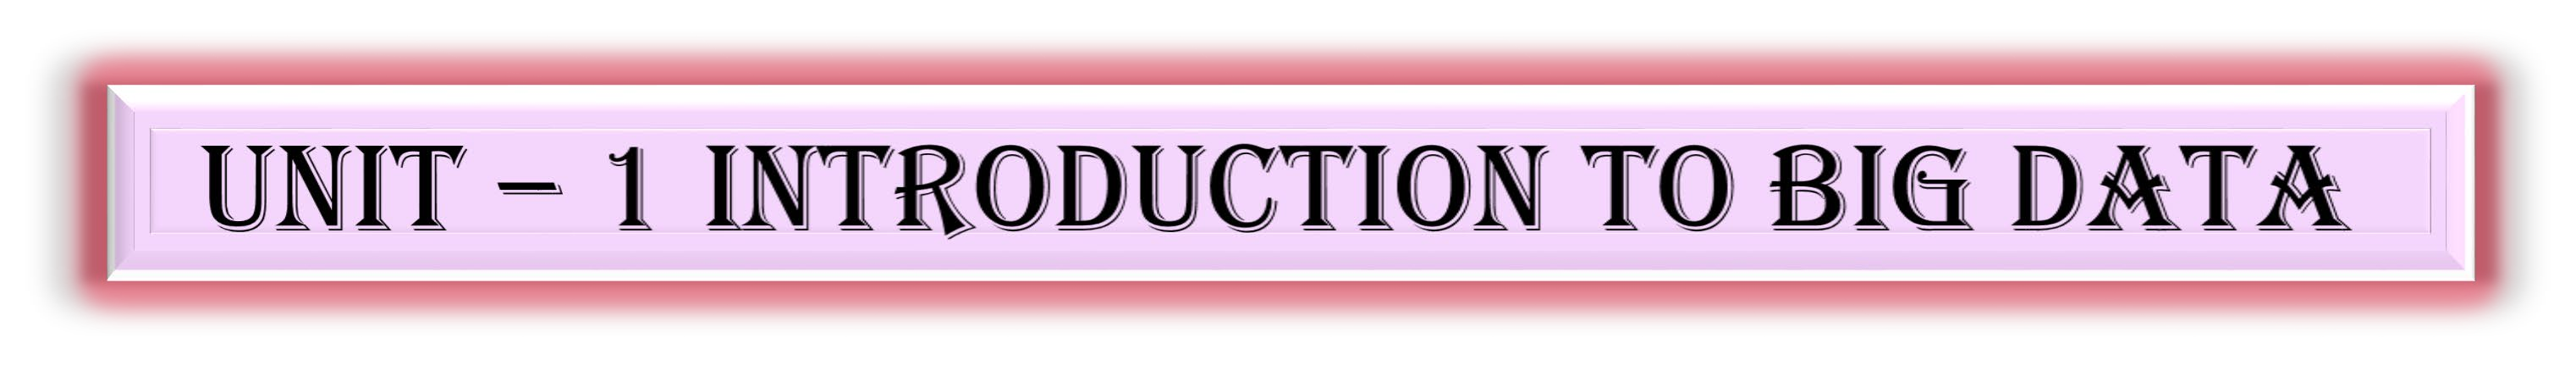 UNIT – 1 INTRODUCTION TO BIG DATA